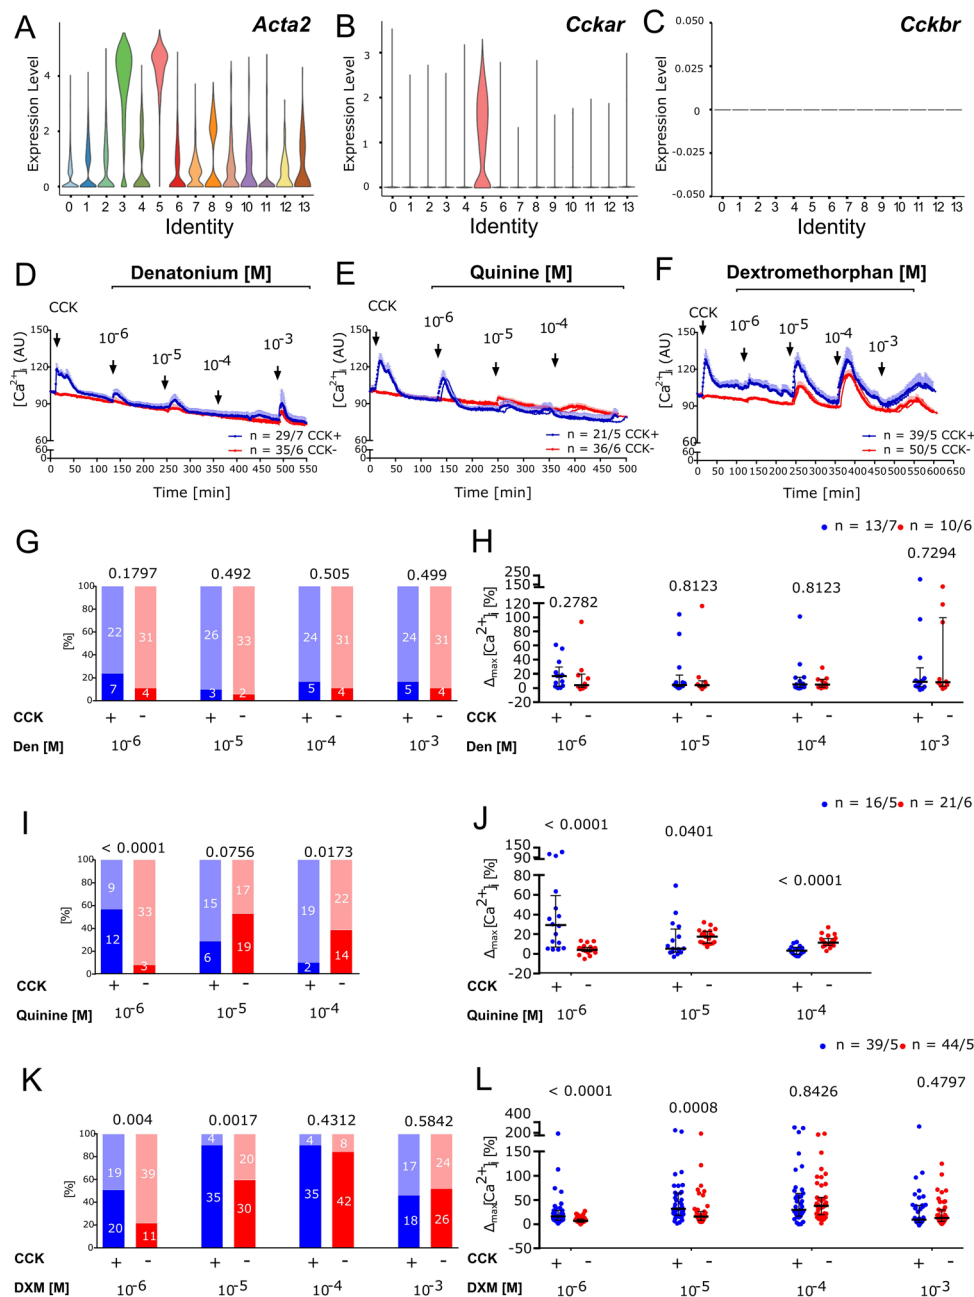 A
Acta2
Expression Level
4
2
0
0 1 2 3 4 5 6 7 8 9 10 11 12 13
Identity
B
Cckar
Expression Level
3
2
1
0
0 1 2 3 4 5 6 7 8 9 10 11 12 13
Identity
C
Cckbr
Expression Level
0.050
0.025
0
-0.025
-0.050
0 1 2 3 4 5 6 7 8 9 10 11 12 13
Identity
D
Denatonium [M]
CCK
10-6
10-5
10-4
10-3
[Ca2+]i (AU)
150
120
90
60
60
0
n = 29/7 CCK+
n = 35/6 CCK-
0 50 100 150 200 250 300 350 400 450 500 550
Time [min]
E
Quinine [M]
CCK
10-6
10-5
10-4
[Ca2+]i (AU)
150
120
90
60
60
0
n = 21/5 CCK+
n = 36/6 CCK-
0 50 100 150 200 250 300 350 400 450 500
Time [min]
F
Dextromethorphan [M]
CCK
10-6
10-5
10-4
10-3
[Ca2+]i (AU)
150
120
90
60
60
0
n = 39/5 CCK+
n = 50/5 CCK-
0 50 100 150 200 250 300 350 400 450 500 550 600 650
Time [min]
G
0.1797 0.492 0.505 0.499
[%]
100
80
60
40
20
0
22 31 26 33 24 31 24 31
7 4 3 2 5 4 5 4
CCK + - + - + - + -
Den [M] 10-6 10-5 10-4 10-3
H
n = 13/7 n = 10/6
0.2782 0.8123 0.8123 0.7294
Δmax[Ca2+]i [%]
250
150
120
100
80
60
40
20
0
-20
CCK + - + - + - + -
Den [M] 10-6 10-5 10-4 10-3
I
< 0.0001 0.0756 0.0173
[%]
100
80
60
40
20
0
9 33 15 17 19 22
12 3 6 19 2 14
CCK + - + - + -
Quinine [M] 10-6 10-5 10-4
J
n = 16/5 n = 21/6
< 0.0001 0.0401 < 0.0001
Δmax[Ca2+]i [%]
150
90
80
60
40
20
0
-20
CCK + - + - + -
Quinine [M] 10-6 10-5 10-4
K
0.004 0.0017 0.4312 0.5842
[%]
100
80
60
40
20
0
19 39 4 20 4 8 17 24
20 11 35 30 35 42 18 26
CCK + - + - + - + -
DXM [M] 10-6 10-5 10-4 10-3
L
n = 39/5 n = 44/5
< 0.0001 0.0008 0.8426 0.4797
Δmax[Ca2+]i [%]
400
200
150
100
50
0
-50
CCK + - + - + - + -
DXM [M] 10-6 10-5 10-4 10-3